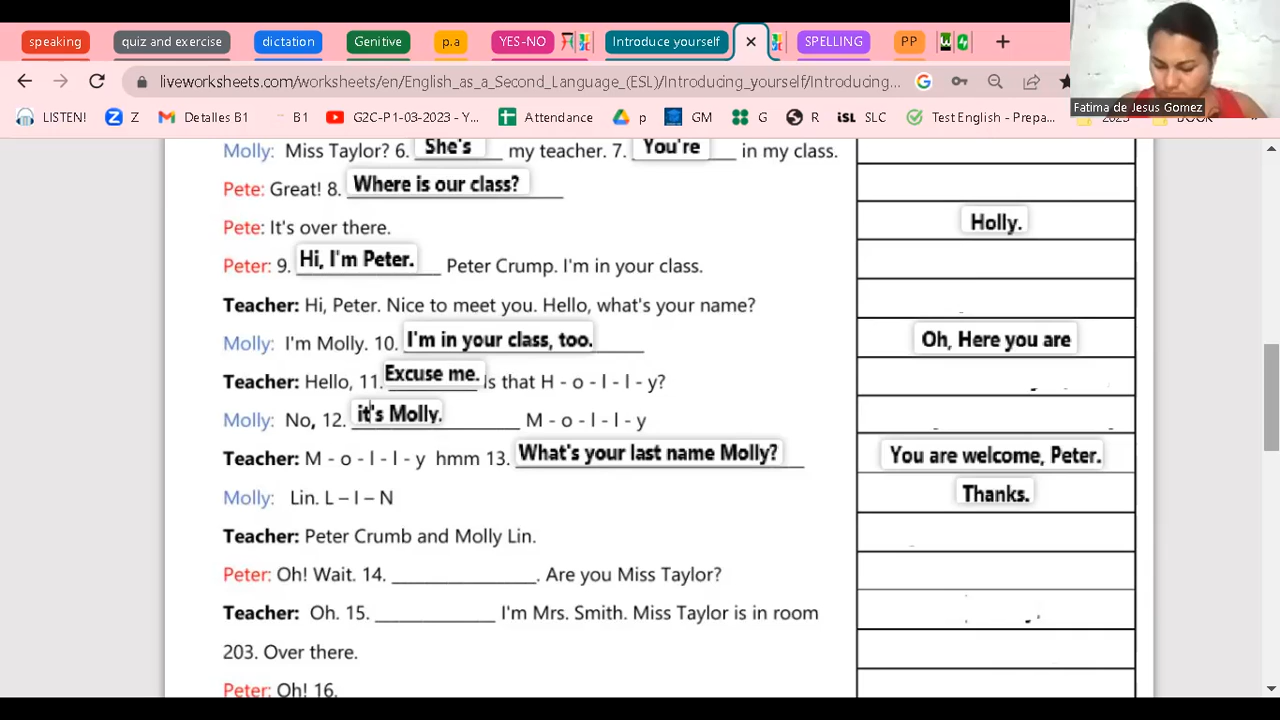 speaking quiz and exercise dictation Genitive p.a YES-NO Introduce yourself SPELLING PP
liveworksheets.com/worksheets/en/English_as_a_Second_Language_(ESL)/Introducing_yourself/Introducing...
Fatima de Jesus Gomez
LISTEN! Z Detailes B1 B1 G2C-P1-03-2023 - Y... Attendance p GM G R iSL SLC Test English - Prepa... 2023 BOOK
Molly: Miss Taylor? 6. She's my teacher. 7. You're in my class.
Pete: Great! 8. Where is our class?
Pete: It's over there.
Holly.
Peter: 9. Hi, I'm Peter. Peter Crump. I'm in your class.
Teacher: Hi, Peter. Nice to meet you. Hello, what's your name?
Molly: I'm Molly. 10. I'm in your class, too.
Oh, Here you are
Teacher: Hello, 11. Excuse me. Is that H - o - l - l - y?
Molly: No, 12. it's Molly. M - o - l - l - y
Teacher: M - o - l - l - y hmm 13. What's your last name Molly?
You are welcome, Peter.
Molly: Lin. L – I – N
Thanks.
Teacher: Peter Crumb and Molly Lin.
Peter: Oh! Wait. 14. ________________. Are you Miss Taylor?
Teacher: Oh. 15. _____________ I'm Mrs. Smith. Miss Taylor is in room
203. Over there.
Peter: Oh! 16.